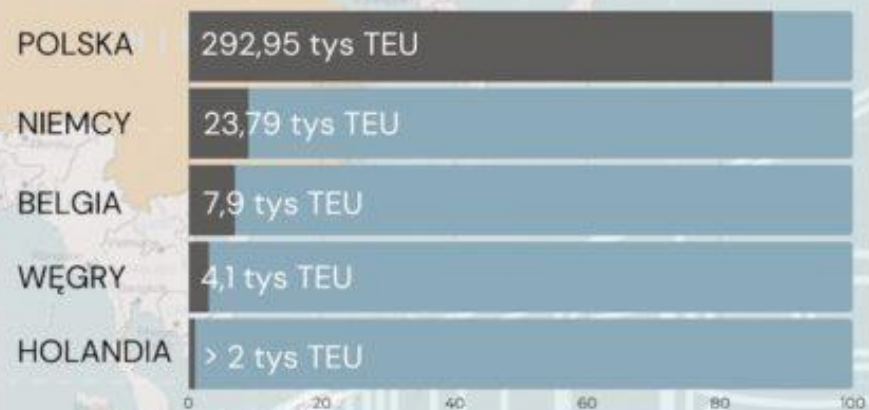 POLSKA 292,95 tys TEU
NIEMCY 23,79 tys TEU
BELGIA 7,9 tys TEU
WĘGRY 4,1 tys TEU
HOLANDIA > 2 tys TEU
0 20 40 60 80 100